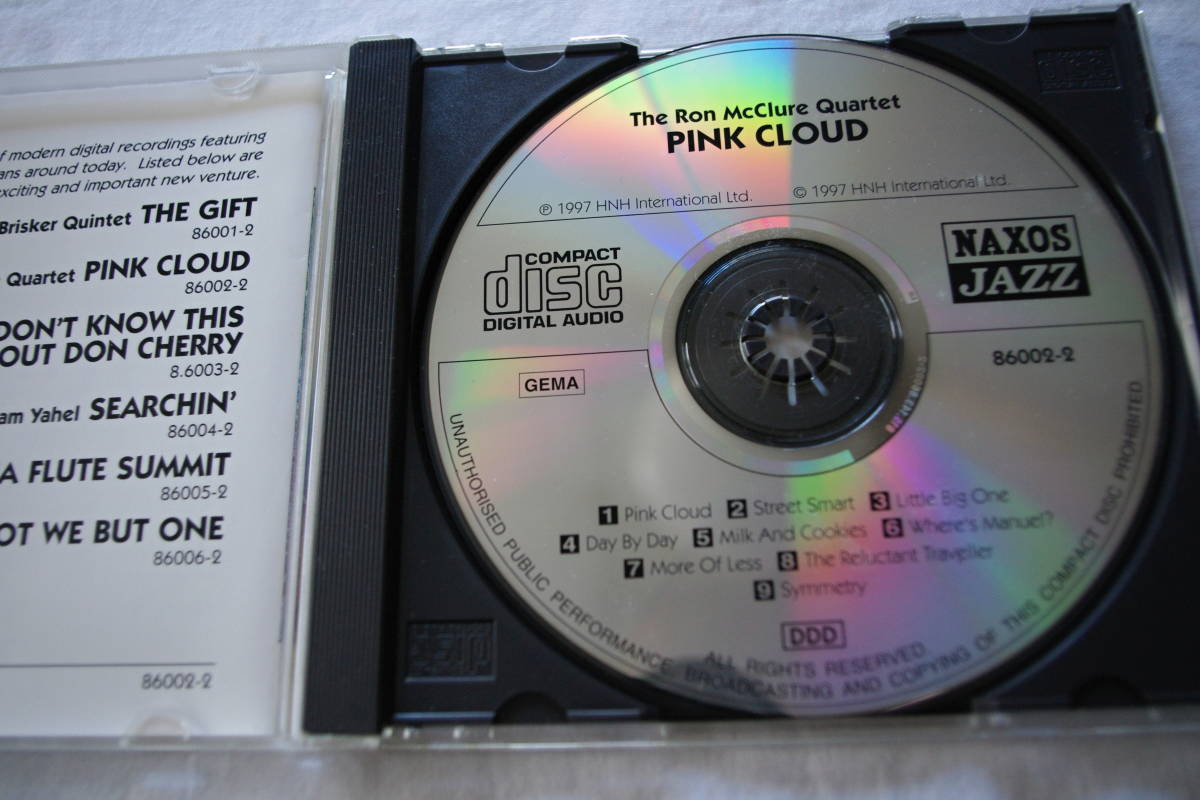 f modern digital recordings featuring
ans around today. Listed below are
exciting and important new venture.
Brisker Quintet THE GIFT
86001-2
Quartet PINK CLOUD
86002-2
DON'T KNOW THIS
OUT DON CHERRY
8.6003-2
am Yahel SEARCHIN'
86004-2
A FLUTE SUMMIT
86005-2
OT WE BUT ONE
86006-2
86002-2
The Ron McClure Quartet
PINK CLOUD
℗ 1997 HNH International Ltd. © 1997 HNH International Ltd.
COMPACT
disc
DIGITAL AUDIO
NAXOS
JAZZ
86002-2
GEMA
1 Pink Cloud 2 Street Smart 3 Little Big One
4 Day By Day 5 Milk And Cookies 6 Where's Manuel?
7 More Of Less 8 The Reluctant Traveller
9 Symmetry
DDD
ALL RIGHTS RESERVED.
UNAUTHORISED PUBLIC PERFORMANCE, BROADCASTING AND COPYING OF THIS COMPACT DISC PROHIBITED